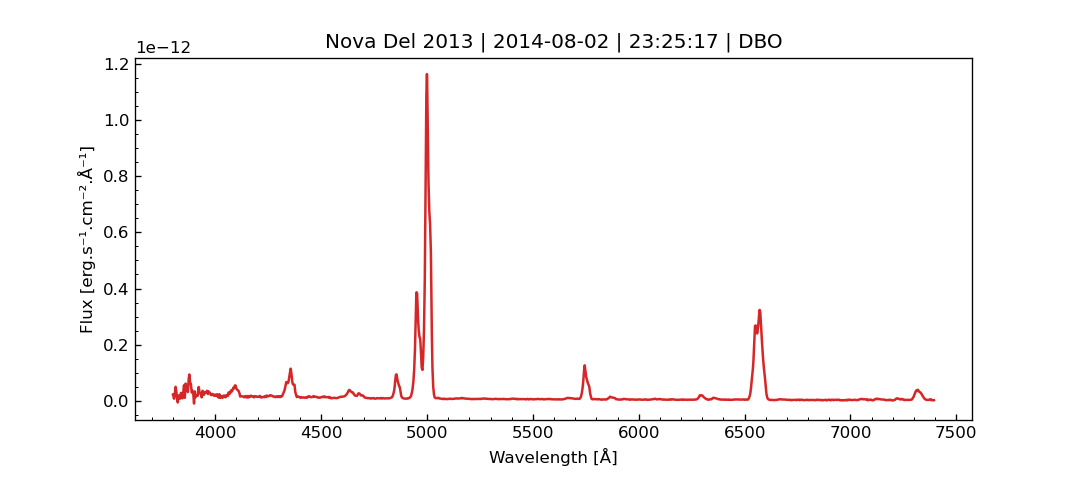 Nova Del 2013 | 2014-08-02 | 23:25:17 | DBO
1e−12
1.2
1.0
0.8
0.6
0.4
0.2
0.0
Flux [erg.s⁻¹.cm⁻².Å⁻¹]
4000 4500 5000 5500 6000 6500 7000 7500
Wavelength [Å]